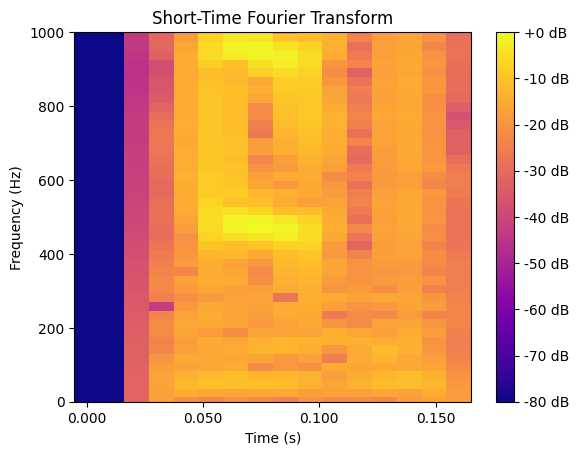 Short-Time Fourier Transform
1000
800
600
400
200
0
Frequency (Hz)
0.000
0.050
0.100
0.150
Time (s)
+0 dB
-10 dB
-20 dB
-30 dB
-40 dB
-50 dB
-60 dB
-70 dB
-80 dB